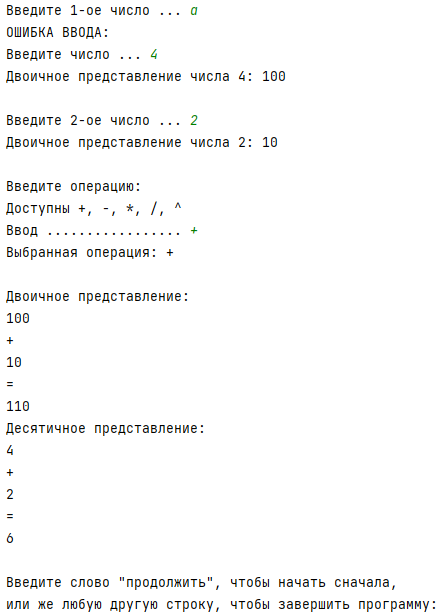 Введите 1-ое число ... a
ОШИБКА ВВОДА:
Введите число ... 4
Двоичное представление числа 4: 100
Введите 2-ое число ... 2
Двоичное представление числа 2: 10
Введите операцию:
Доступны +, -, *, /, ^
Ввод ................. +
Выбранная операция: +
Двоичное представление:
100
+
10
=
110
Десятичное представление:
4
+
2
=
6
Введите слово "продолжить", чтобы начать сначала,
или же любую другую строку, чтобы завершить программу: